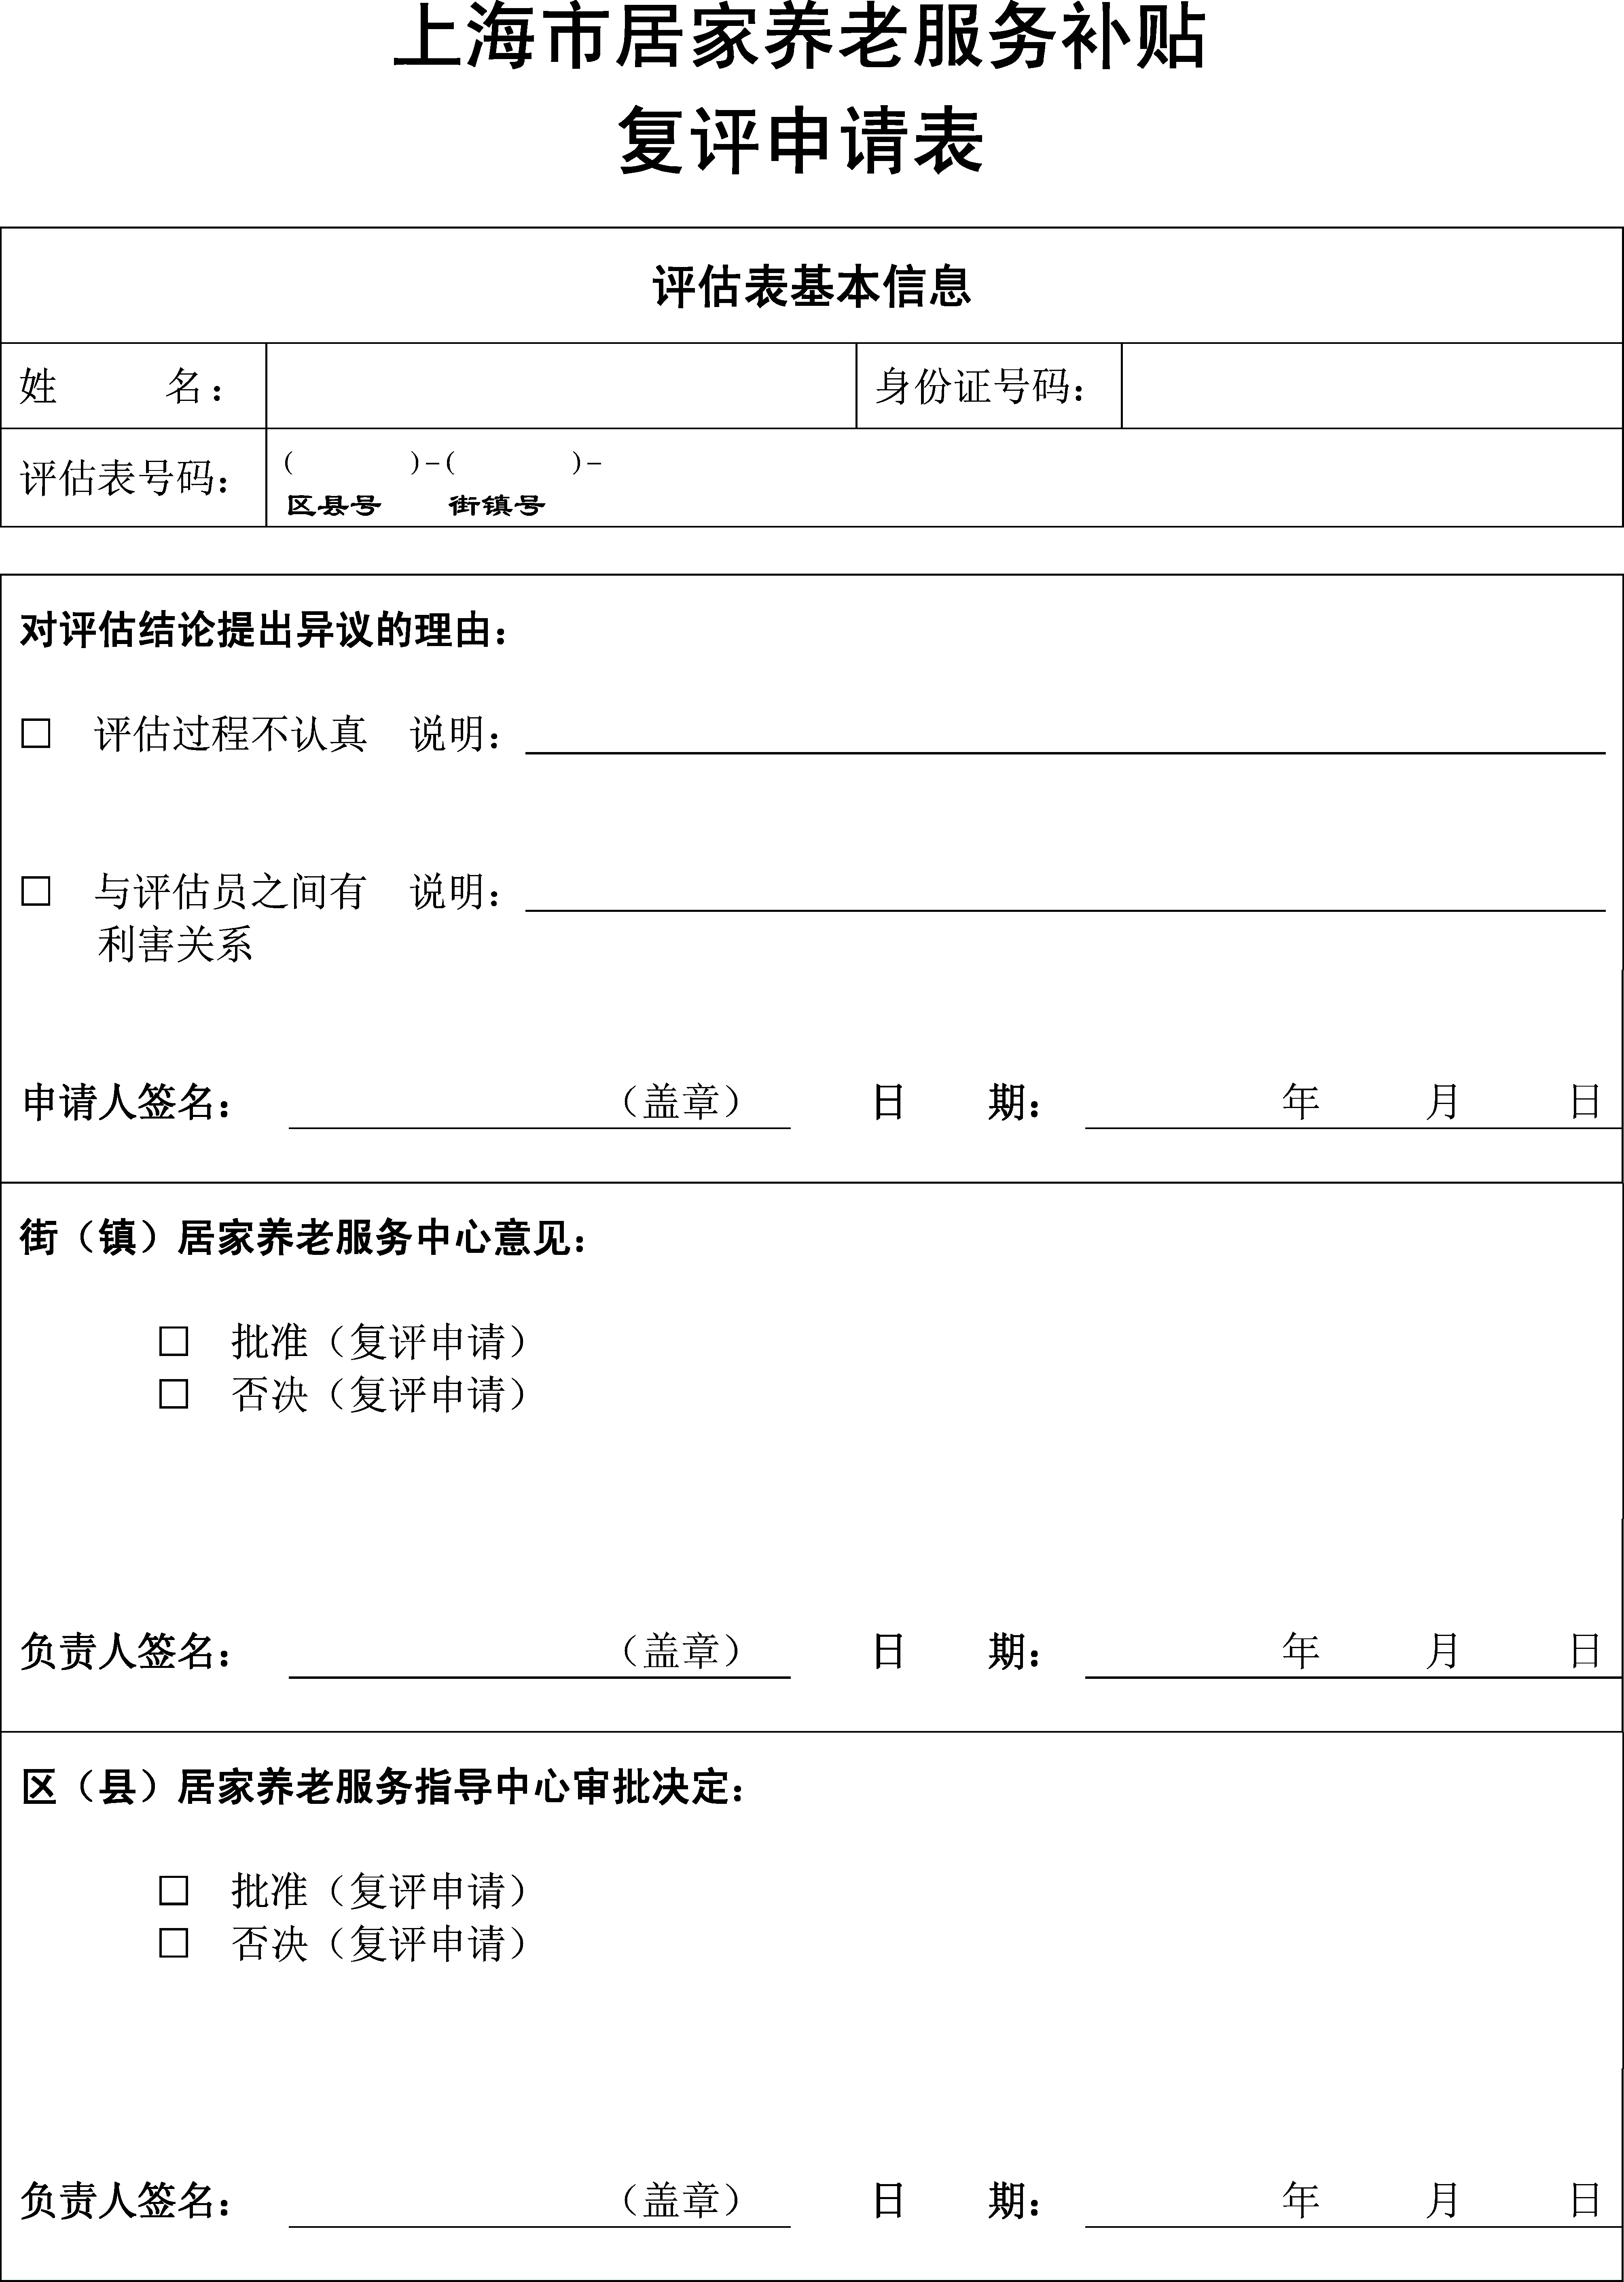 上海市居家养老服务补贴
复评申请表
评估表基本信息
姓 名： 身份证号码：
评估表号码： ( )–( )–
区县号 街镇号
对评估结论提出异议的理由：
□ 评估过程不认真 说明：
□ 与评估员之间有 说明：
利害关系
申请人签名： （盖章） 日 期： 年 月 日
街（镇）居家养老服务中心意见：
□ 批准（复评申请）
□ 否决（复评申请）
负责人签名： （盖章） 日 期： 年 月 日
区（县）居家养老服务指导中心审批决定：
□ 批准（复评申请）
□ 否决（复评申请）
负责人签名： （盖章） 日 期： 年 月 日